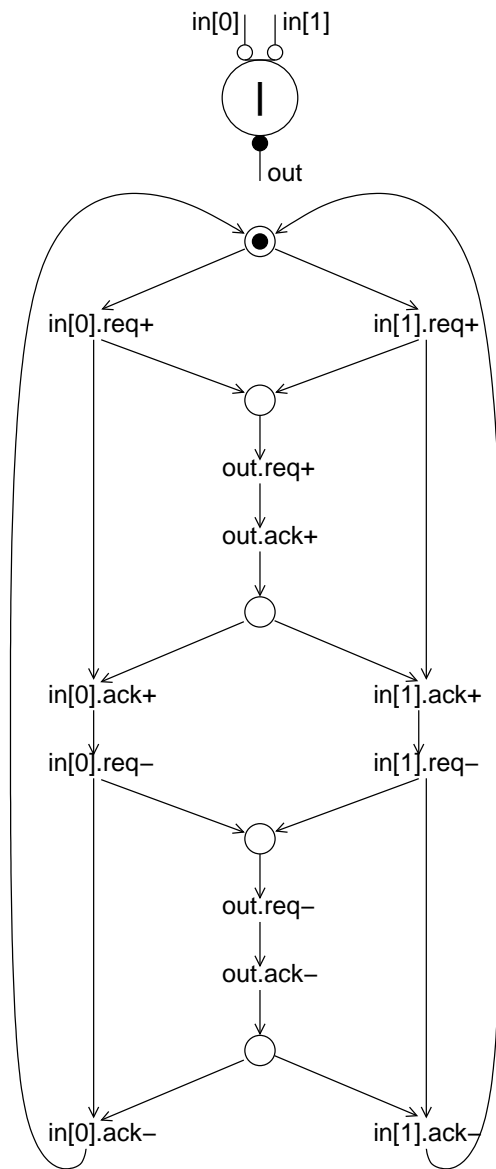 in[0] in[1]
|
out
in[0].req+ in[1].req+
out.req+
out.ack+
in[0].ack+ in[1].ack+
in[0].req− in[1].req−
out.req−
out.ack−
in[0].ack− in[1].ack−